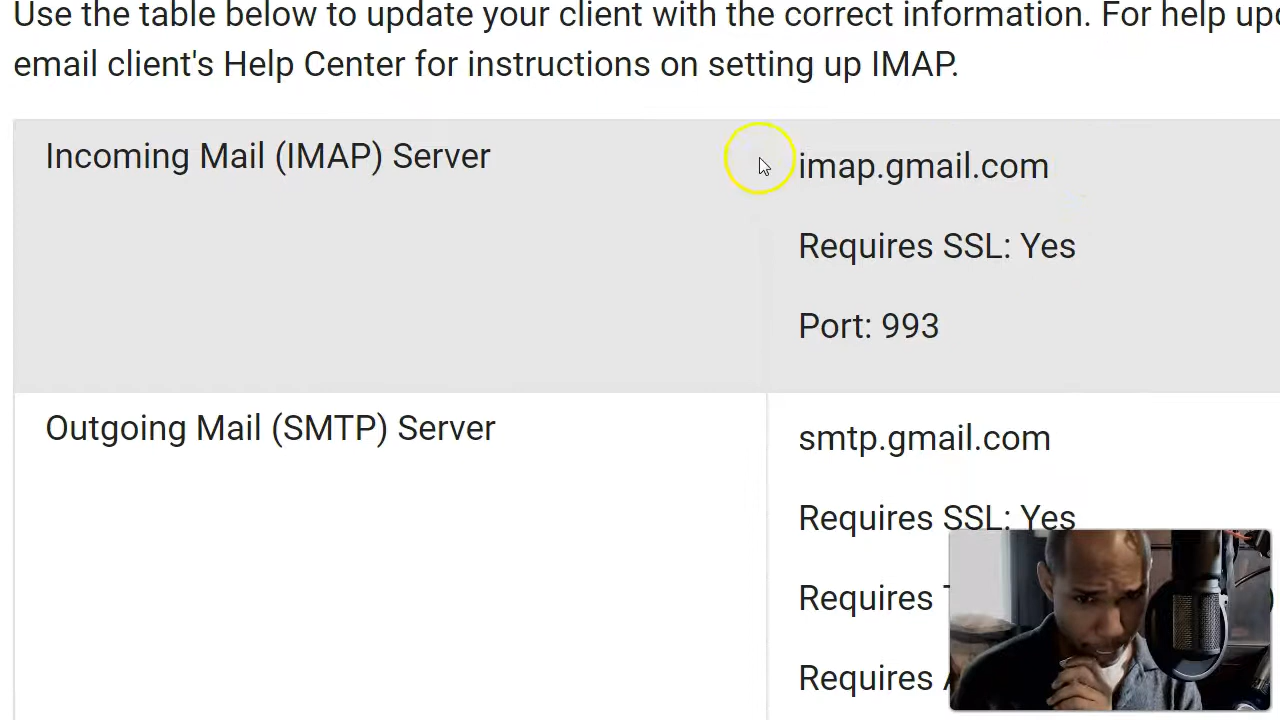 Use the table below to update your client with the correct information. For help
email client's Help Center for instructions on setting up IMAP.
Incoming Mail (IMAP) Server
imap.gmail.com
Requires SSL: Yes
Port: 993
Outgoing Mail (SMTP) Server
smtp.gmail.com
Requires SSL: Yes
Requires
Requires